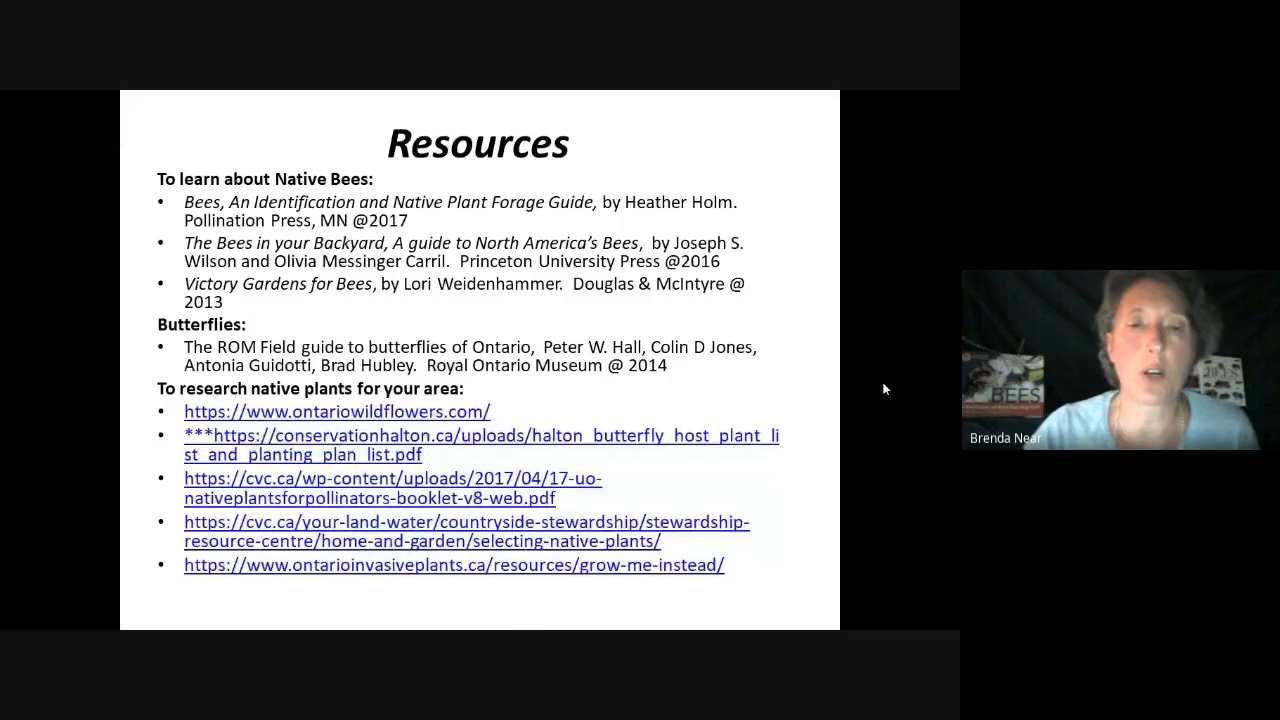 Resources
To learn about Native Bees:
• Bees, An Identification and Native Plant Forage Guide, by Heather Holm.
Pollination Press, MN @2017
• The Bees in your Backyard, A guide to North America's Bees,  by Joseph S.
Wilson and Olivia Messinger Carril.  Princeton University Press @2016
• Victory Gardens for Bees, by Lori Weidenhammer.  Douglas & McIntyre @
2013
Butterflies:
• The ROM Field guide to butterflies of Ontario,  Peter W. Hall, Colin D Jones,
Antonia Guidotti, Brad Hubley.  Royal Ontario Museum @ 2014
To research native plants for your area:
• https://www.ontariowildflowers.com/
• ***https://conservationhalton.ca/uploads/halton_butterfly_host_plant_li
st_and_planting_plan_list.pdf
• https://cvc.ca/wp-content/uploads/2017/04/17-uo-
nativeplantsforpollinators-booklet-v8-web.pdf
• https://cvc.ca/your-land-water/countryside-stewardship/stewardship-
resource-centre/home-and-garden/selecting-native-plants/
• https://www.ontarioinvasiveplants.ca/resources/grow-me-instead/
BEES
BEES
Brenda Near